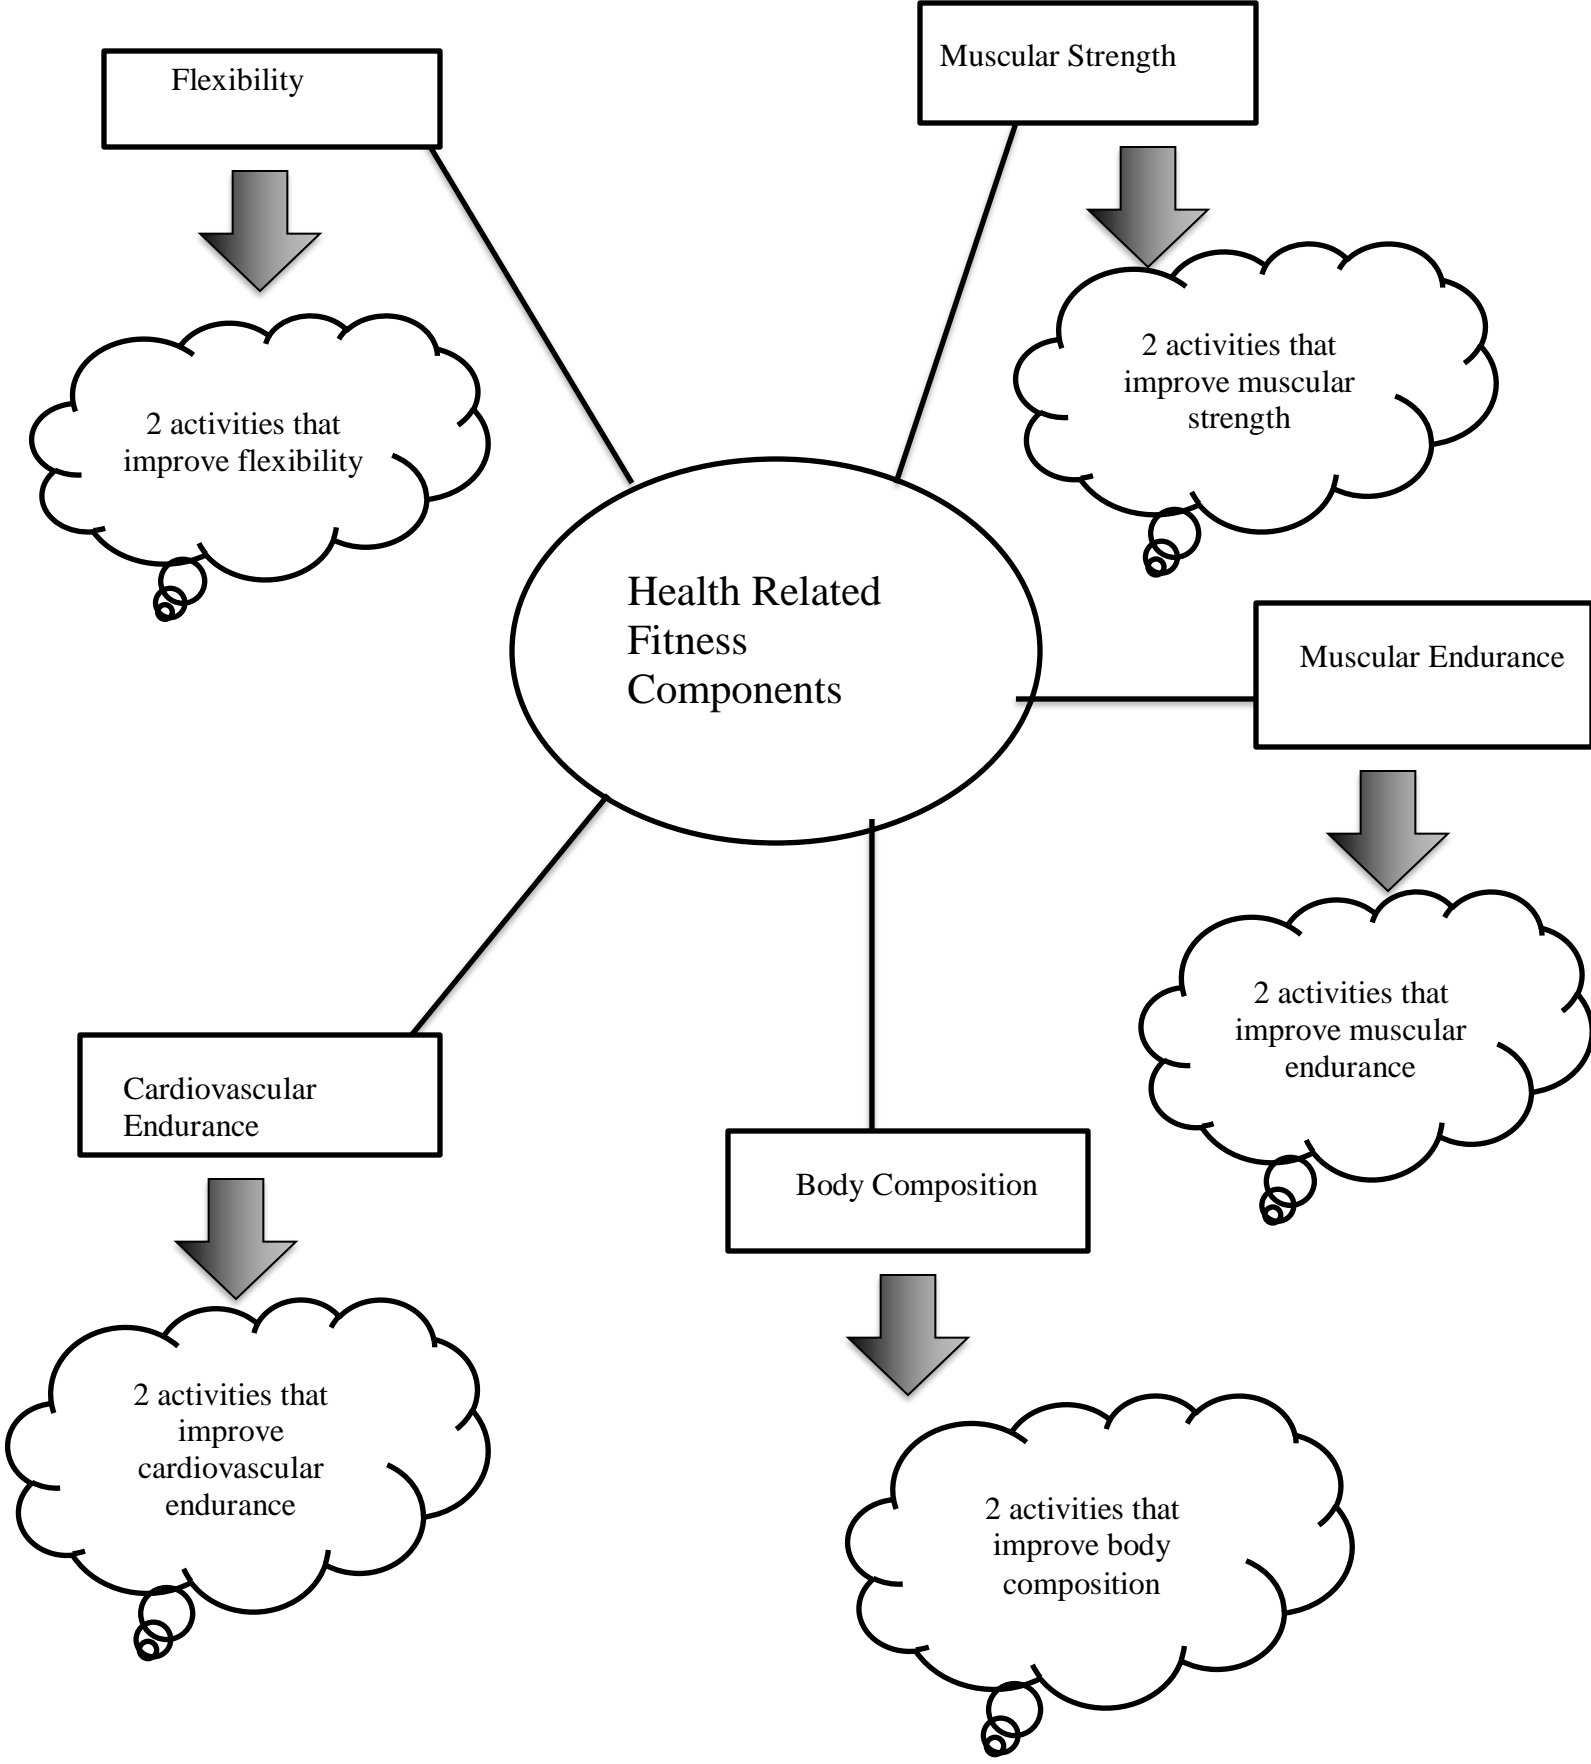 Flexibility
Muscular Strength
2 activities that
improve flexibility
2 activities that
improve muscular
strength
Health Related
Fitness
Components
Muscular Endurance
2 activities that
improve muscular
endurance
Cardiovascular
Endurance
Body Composition
2 activities that
improve
cardiovascular
endurance
2 activities that
improve body
composition